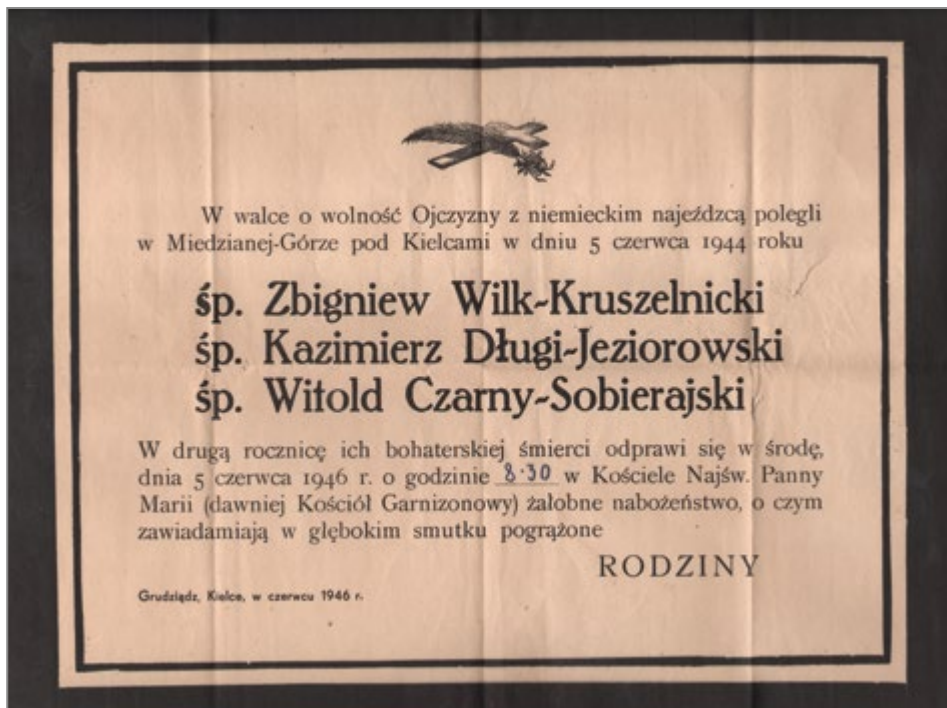 W walce o wolność Ojczyzny z niemieckim najeźdzcą polegli
w Miedzianej-Górze pod Kielcami w dniu 5 czerwca 1944 roku
śp. Zbigniew Wilk-Kruszelnicki
śp. Kazimierz Długi-Jeziorowski
śp. Witold Czarny-Sobierajski
W drugą rocznicę ich bohaterskiej śmierci odprawi się w środę,
dnia 5 czerwca 1946 r. o godzinie 8·30 w Kościele Najśw. Panny
Marii (dawniej Kościół Garnizonowy) żałobne nabożeństwo, o czym
zawiadamiają w głębokim smutku pogrążone
RODZINY
Grudziądz, Kielce, w czerwcu 1946 r.